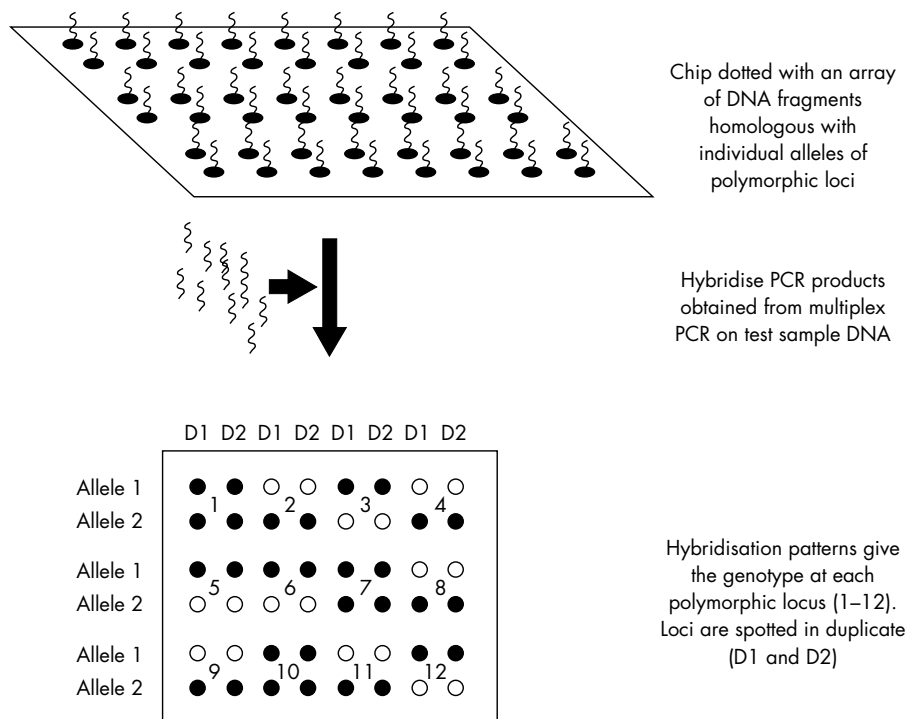 Chip dotted with an array
of DNA fragments
homologous with
individual alleles of
polymorphic loci
Hybridise PCR products
obtained from multiplex
PCR on test sample DNA
D1 D2 D1 D2 D1 D2 D1 D2
Allele 1
1 2 3 4
Allele 2
Allele 1
5 6 7 8
Allele 2
Allele 1
9 10 11 12
Allele 2
Hybridisation patterns give
the genotype at each
polymorphic locus (1–12).
Loci are spotted in duplicate
(D1 and D2)